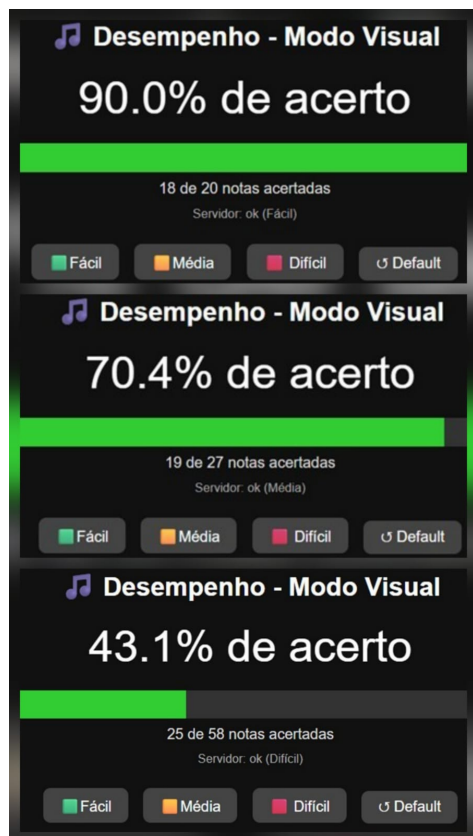 🎵 Desempenho - Modo Visual
90.0% de acerto
18 de 20 notas acertadas
Servidor: ok (Fácil)
Fácil Média Difícil ↺ Default
🎵 Desempenho - Modo Visual
70.4% de acerto
19 de 27 notas acertadas
Servidor: ok (Média)
Fácil Média Difícil ↺ Default
🎵 Desempenho - Modo Visual
43.1% de acerto
25 de 58 notas acertadas
Servidor: ok (Difícil)
Fácil Média Difícil ↺ Default